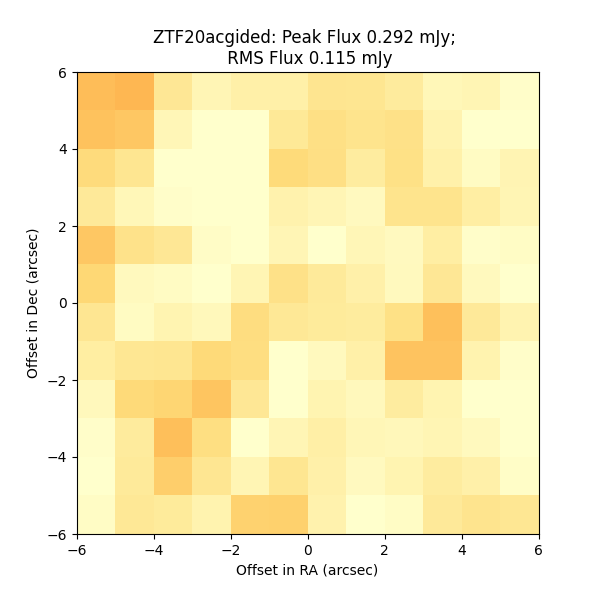 ZTF20acgided: Peak Flux 0.292 mJy;
RMS Flux 0.115 mJy
6
4
2
0
−2
−4
−6
Offset in Dec (arcsec)
−6 −4 −2 0 2 4 6
Offset in RA (arcsec)